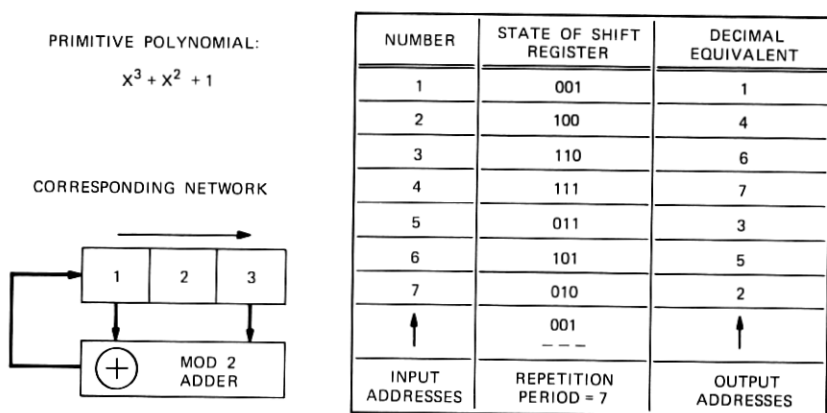 PRIMITIVE POLYNOMIAL:
X³ + X² + 1
CORRESPONDING NETWORK
1 2 3
+ MOD 2
ADDER
NUMBER STATE OF SHIFT REGISTER DECIMAL EQUIVALENT
1 001 1
2 100 4
3 110 6
4 111 7
5 011 3
6 101 5
7 010 2
001
– – –
INPUT ADDRESSES REPETITION PERIOD = 7 OUTPUT ADDRESSES